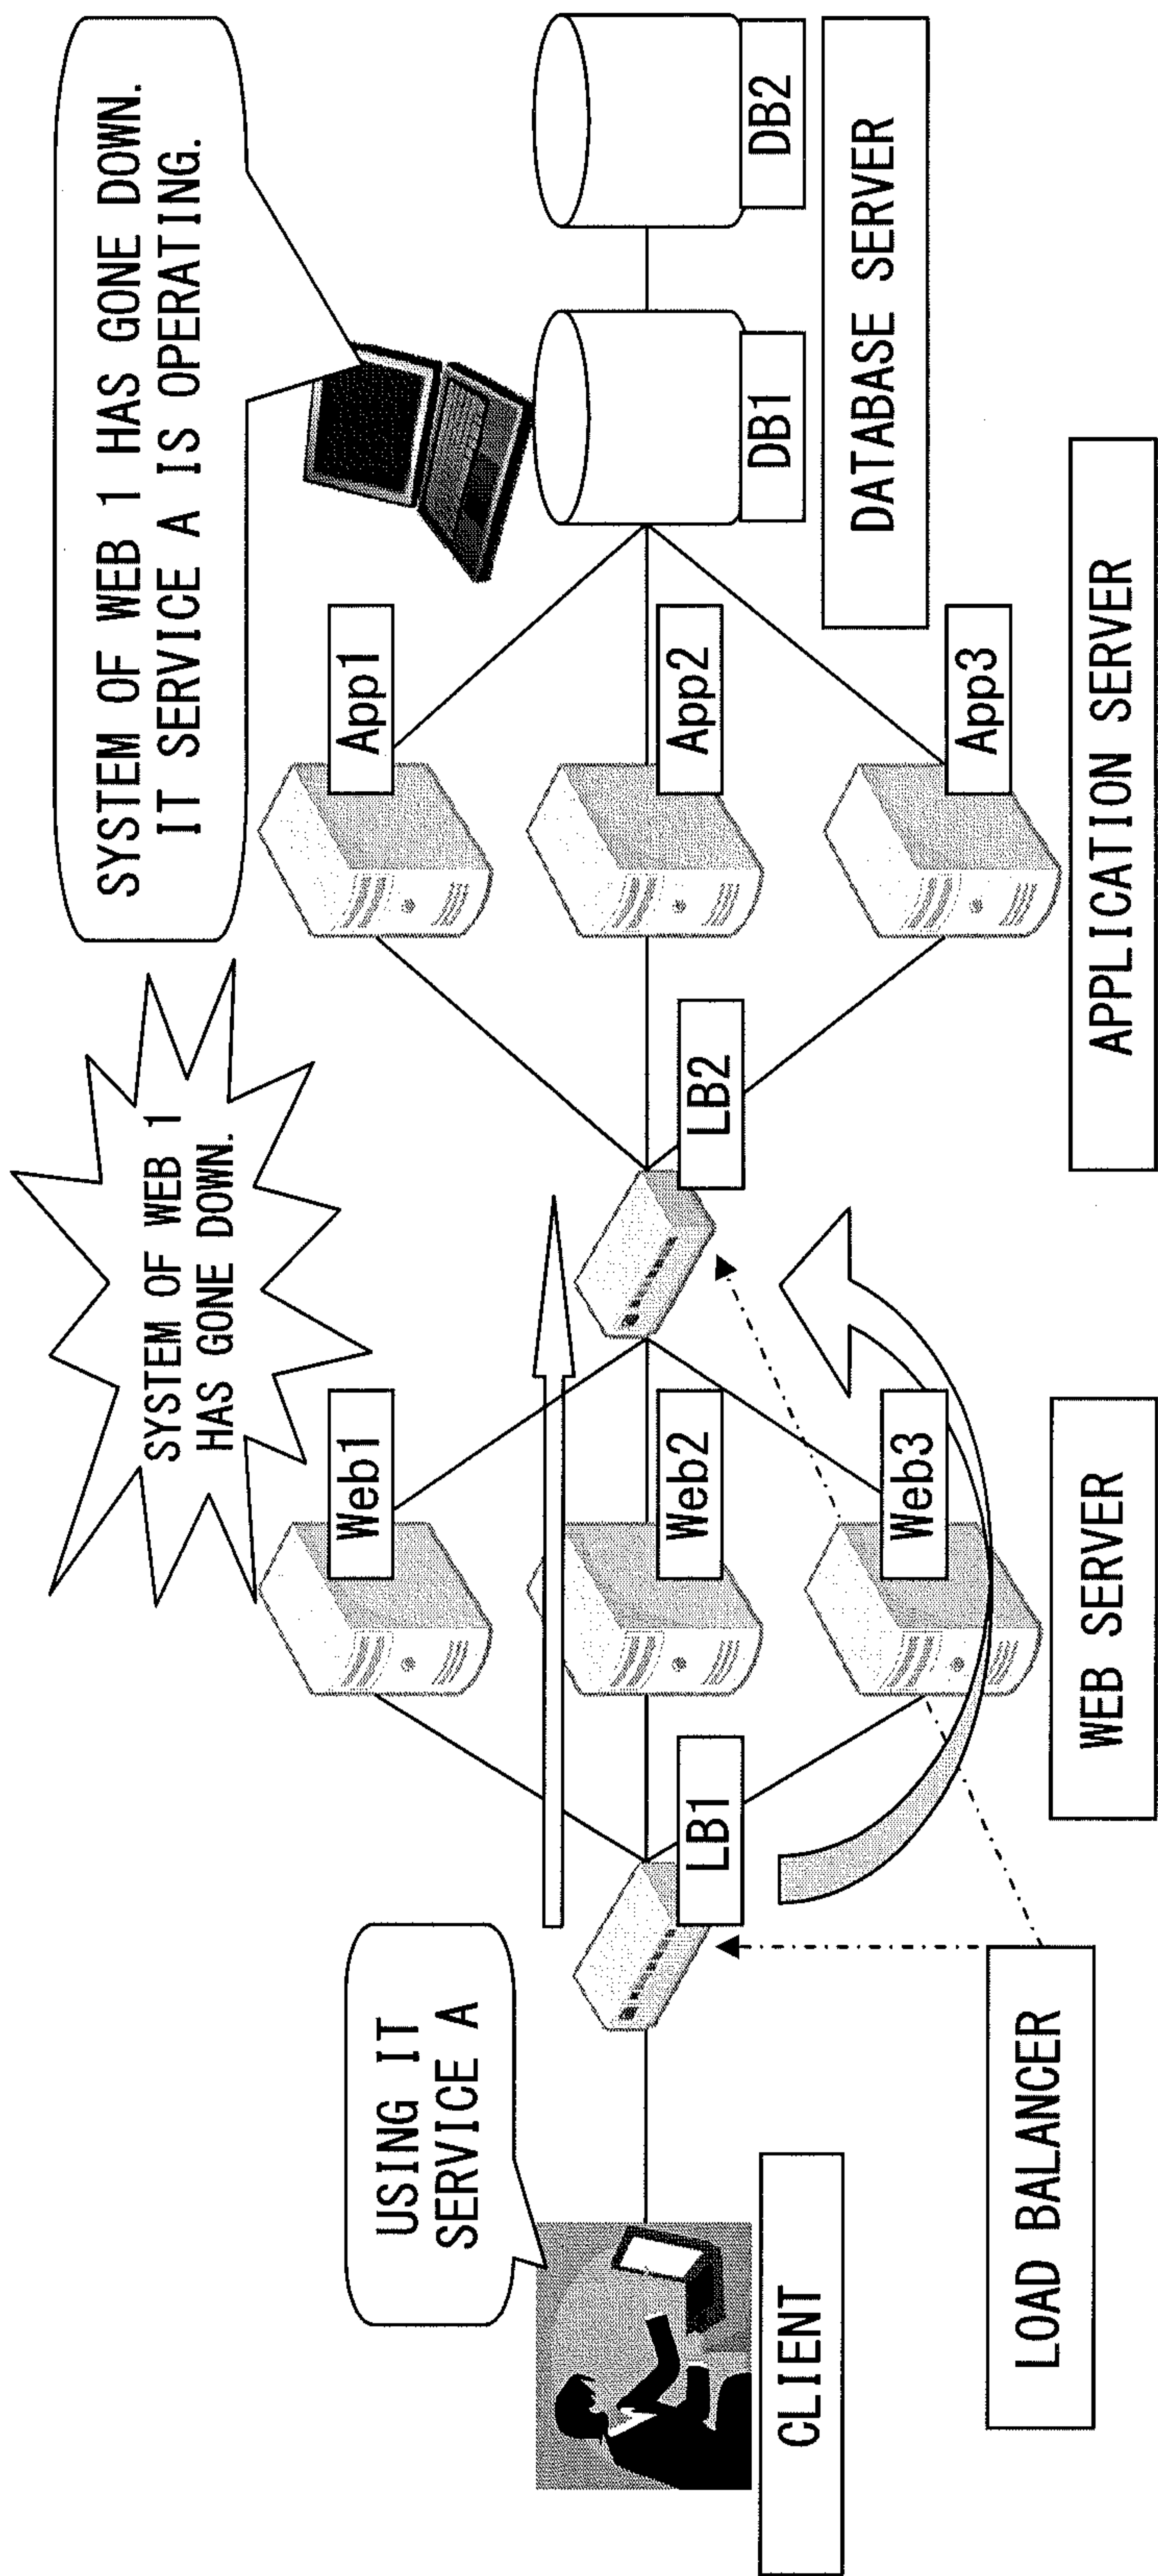 SYSTEM OF WEB 1 HAS GONE DOWN.
IT SERVICE A IS OPERATING.
SYSTEM OF WEB 1
HAS GONE DOWN.
USING IT
SERVICE A
Web1
App1
LB1
Web2
LB2
App2
DB1
DB2
Web3
App3
CLIENT
DATABASE SERVER
LOAD BALANCER
WEB SERVER
APPLICATION SERVER